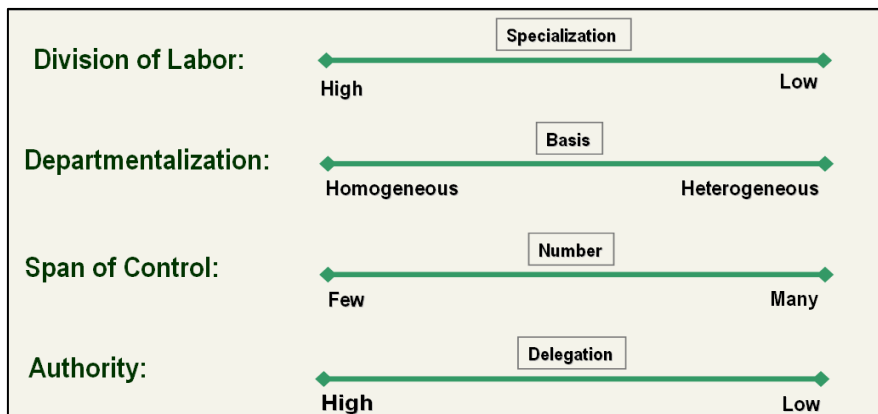 Specialization
Division of Labor:
High
Low
Basis
Departmentalization:
Homogeneous
Heterogeneous
Number
Span of Control:
Few
Many
Delegation
Authority:
High
Low